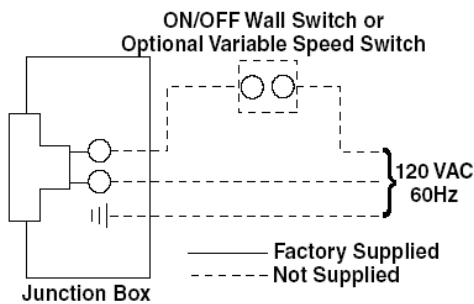 ON/OFF Wall Switch or
Optional Variable Speed Switch
120 VAC
60Hz
Factory Supplied
Not Supplied
Junction Box